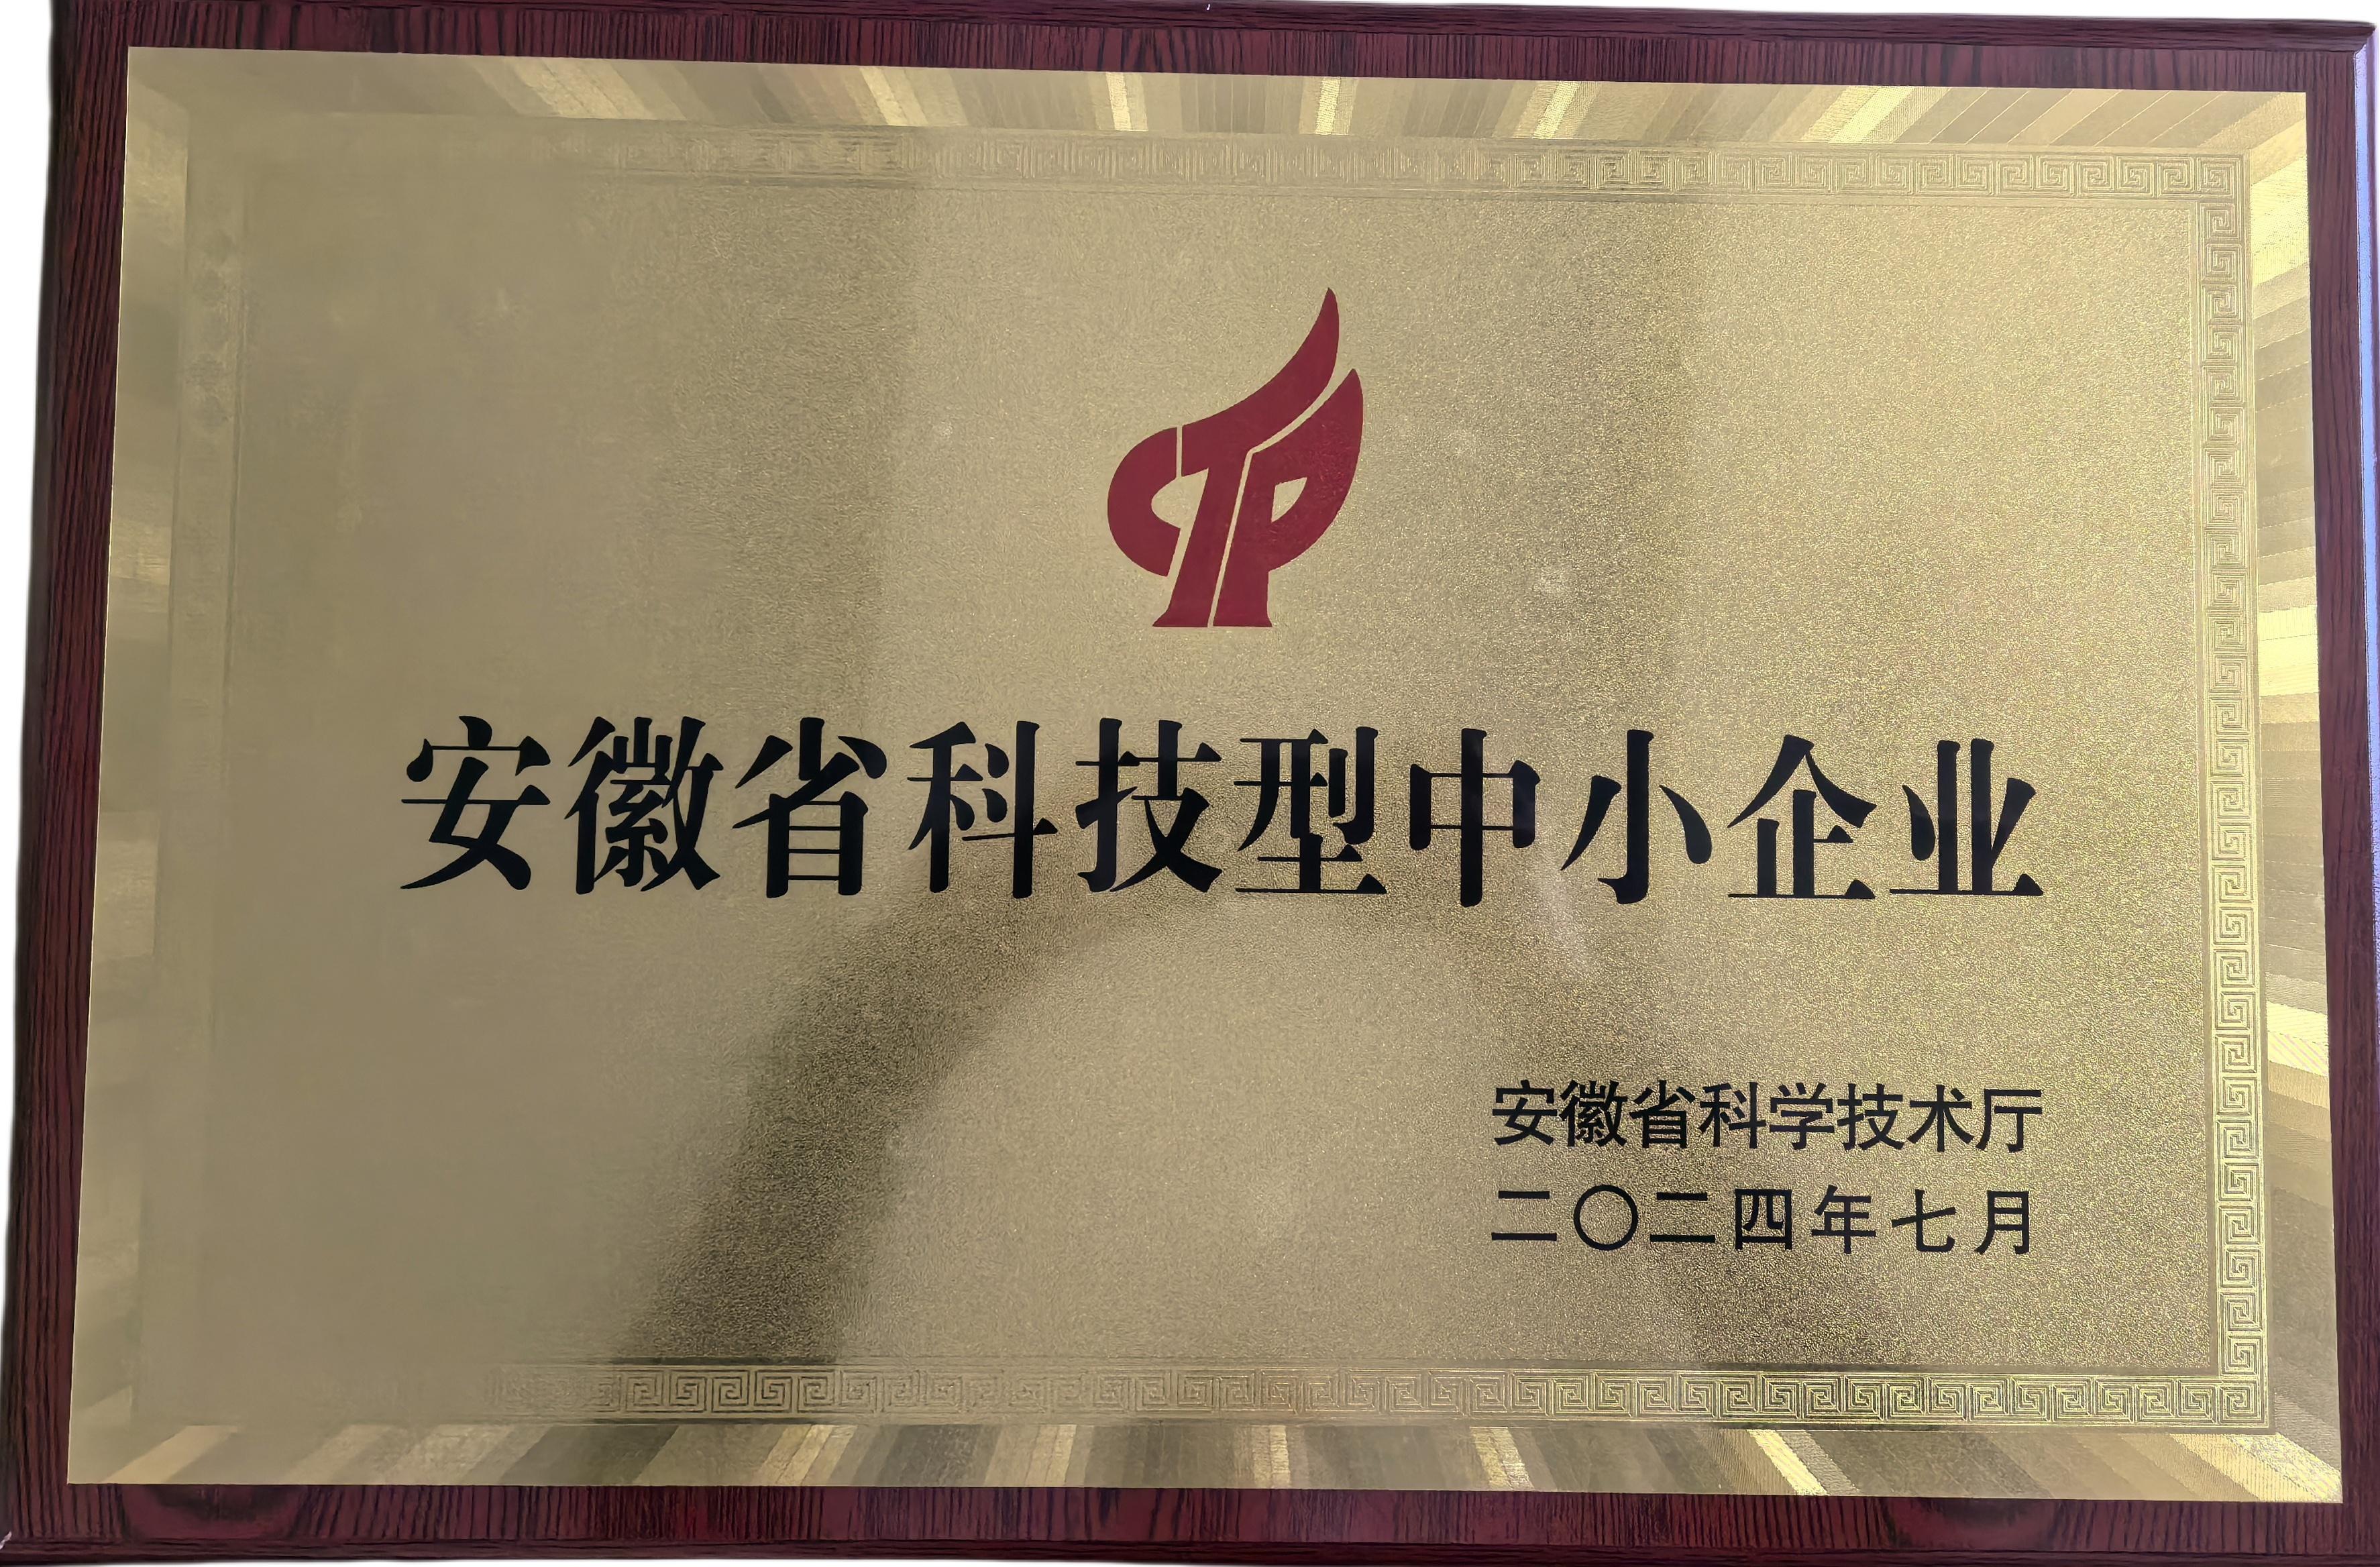 CTP
安徽省科技型中小企业
安徽省科学技术厅
二〇二四年七月